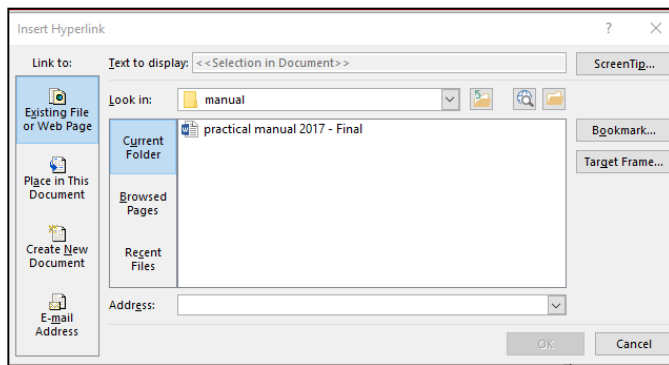 Insert Hyperlink ? ✕
Link to:
Text to display: <<Selection in Document>>
ScreenTip...
Existing File
or Web Page
Look in: manual
Current
Folder
practical manual 2017 - Final
Bookmark...
Target Frame...
Place in This
Document
Browsed
Pages
Create New
Document
Recent
Files
E-mail
Address
Address:
OK
Cancel